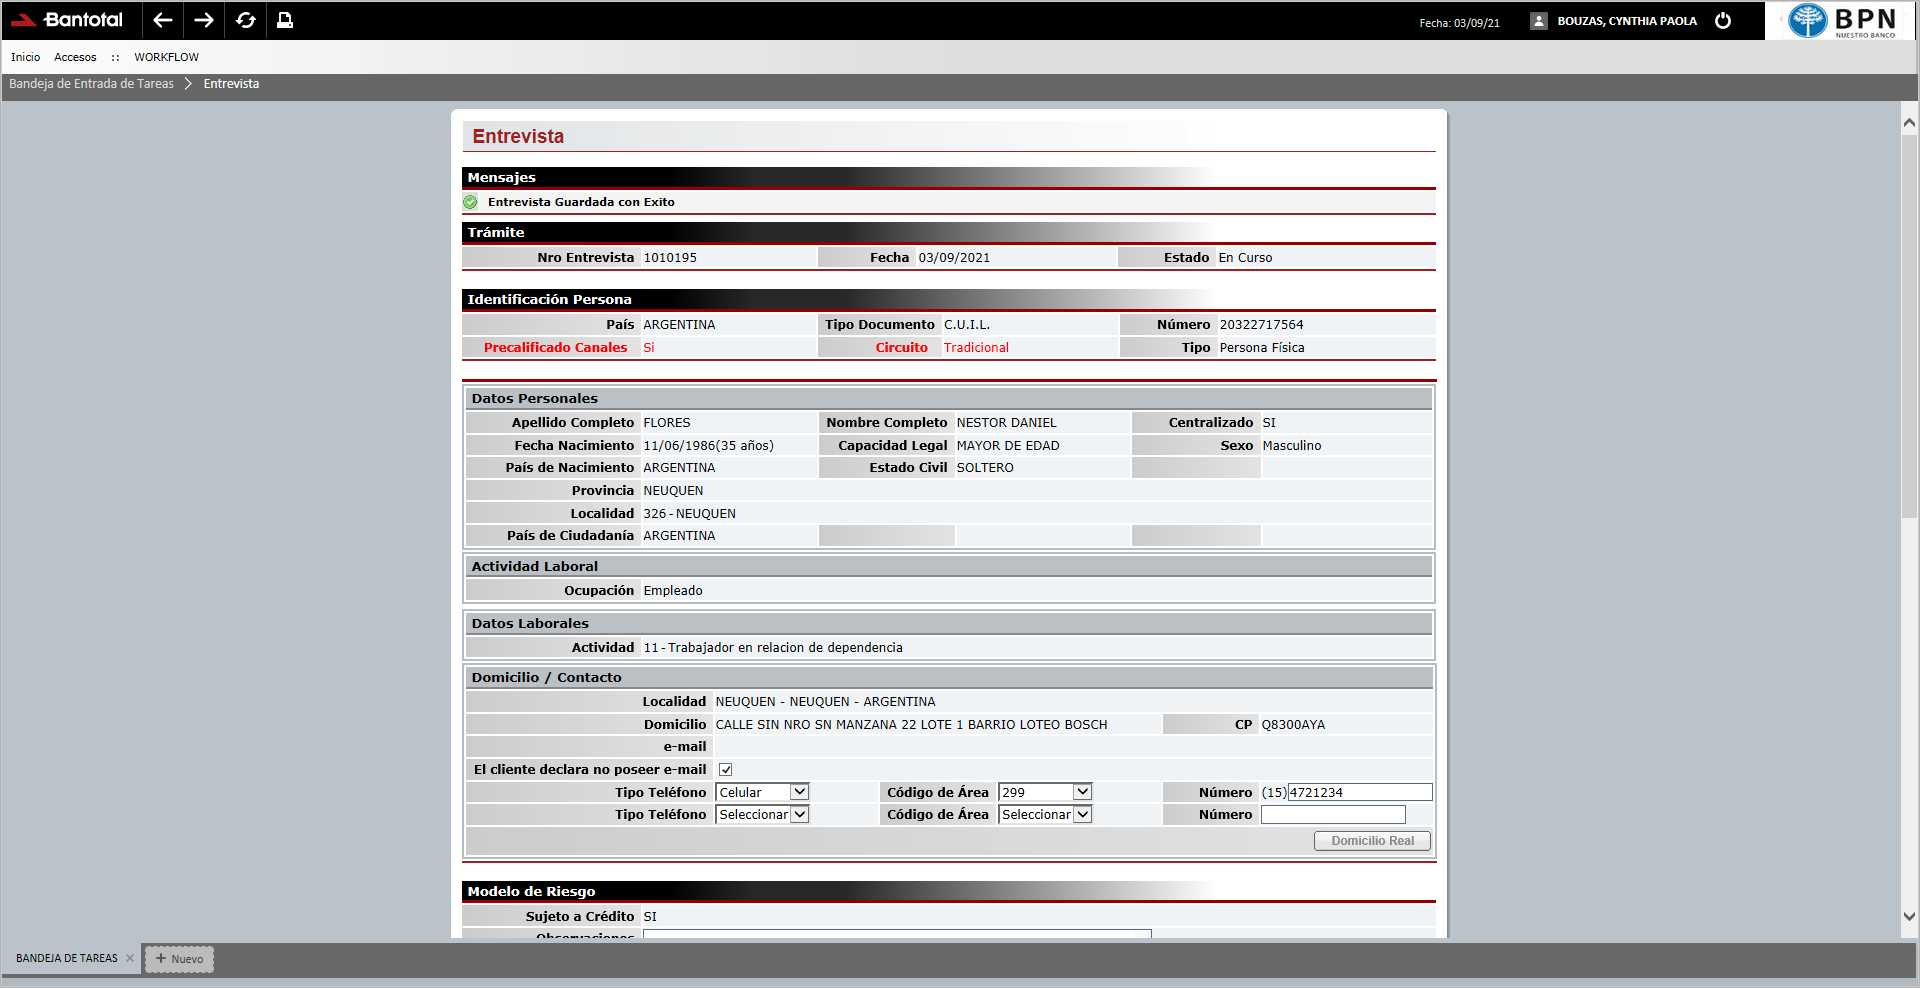 Bantotal
Fecha: 03/09/21
BOUZAS, CYNTHIA PAOLA
BPN
NUESTRO BANCO
Inicio Accesos :: WORKFLOW
Bandeja de Entrada de Tareas > Entrevista
Entrevista
Mensajes
Entrevista Guardada con Exito
Trámite
Nro Entrevista 1010195 Fecha 03/09/2021 Estado En Curso
Identificación Persona
País ARGENTINA Tipo Documento C.U.I.L. Número 20322717564
Precalificado Canales Si Circuito Tradicional Tipo Persona Física
Datos Personales
Apellido Completo FLORES Nombre Completo NESTOR DANIEL Centralizado SI
Fecha Nacimiento 11/06/1986(35 años) Capacidad Legal MAYOR DE EDAD Sexo Masculino
País de Nacimiento ARGENTINA Estado Civil SOLTERO
Provincia NEUQUEN
Localidad 326 - NEUQUEN
País de Ciudadanía ARGENTINA
Actividad Laboral
Ocupación Empleado
Datos Laborales
Actividad 11 - Trabajador en relacion de dependencia
Domicilio / Contacto
Localidad NEUQUEN - NEUQUEN - ARGENTINA
Domicilio CALLE SIN NRO SN MANZANA 22 LOTE 1 BARRIO LOTEO BOSCH CP Q8300AYA
e-mail
El cliente declara no poseer e-mail
Tipo Teléfono Celular Código de Área 299 Número (15) 4721234
Tipo Teléfono Seleccionar Código de Área Seleccionar Número
Domicilio Real
Modelo de Riesgo
Sujeto a Crédito SI
Observaciones
BANDEJA DE TAREAS × + Nuevo